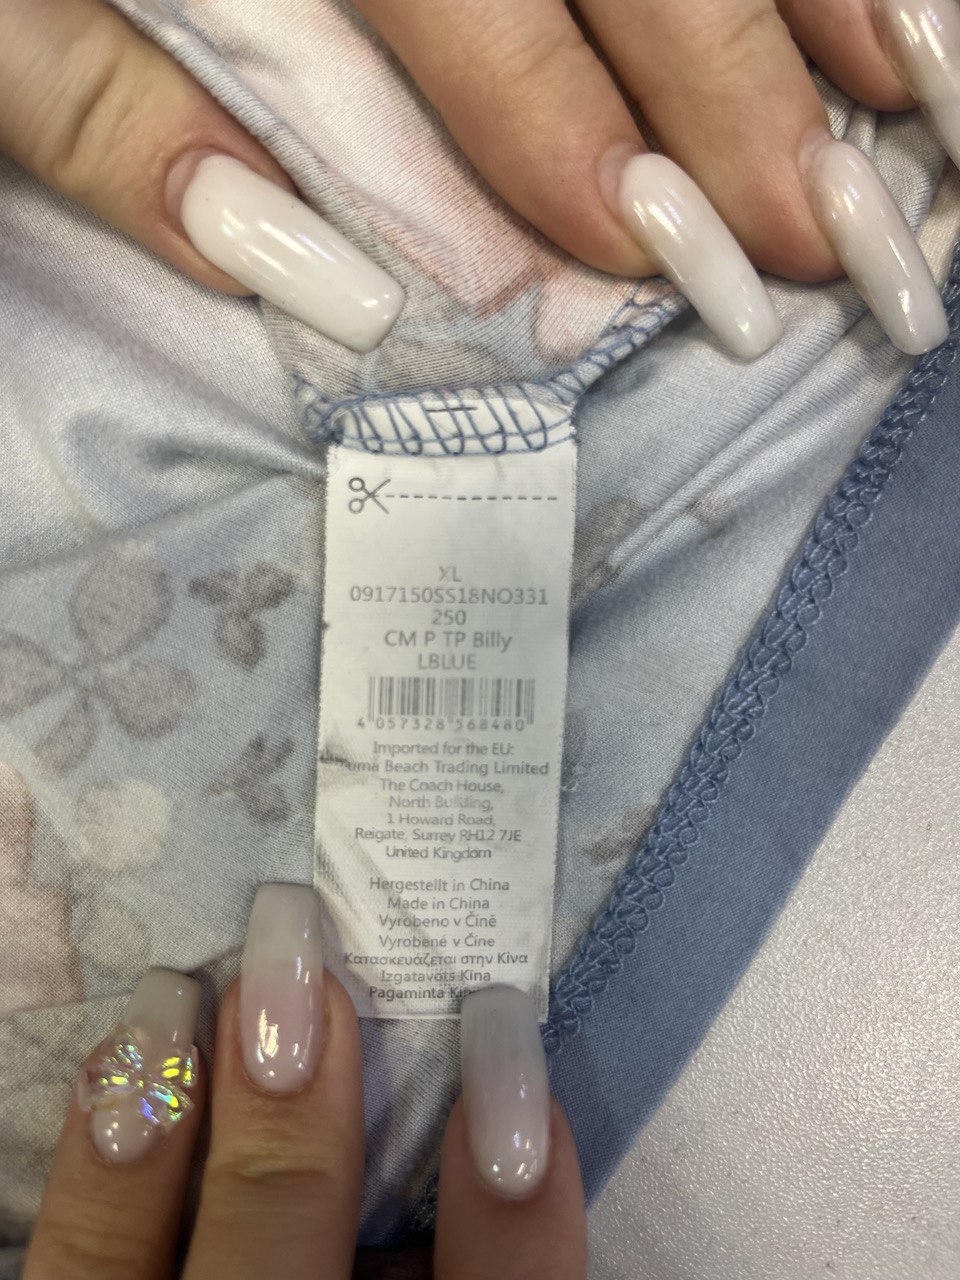 XL
0917150SS18NO331
250
CM P TP Billy
LBLUE
4 057328 568480
Imported for the EU:
Beach Trading Limited
The Coach House,
North Building,
1 Howard Road,
Reigate, Surrey RH12 7JE
United Kingdom
Hergestellt in China
Made in China
Vyrobeno v Číně
Vyrobené v Číne
Κατασκευάζεται στην Κίνα
Izgatavots Ķīna
Pagaminta